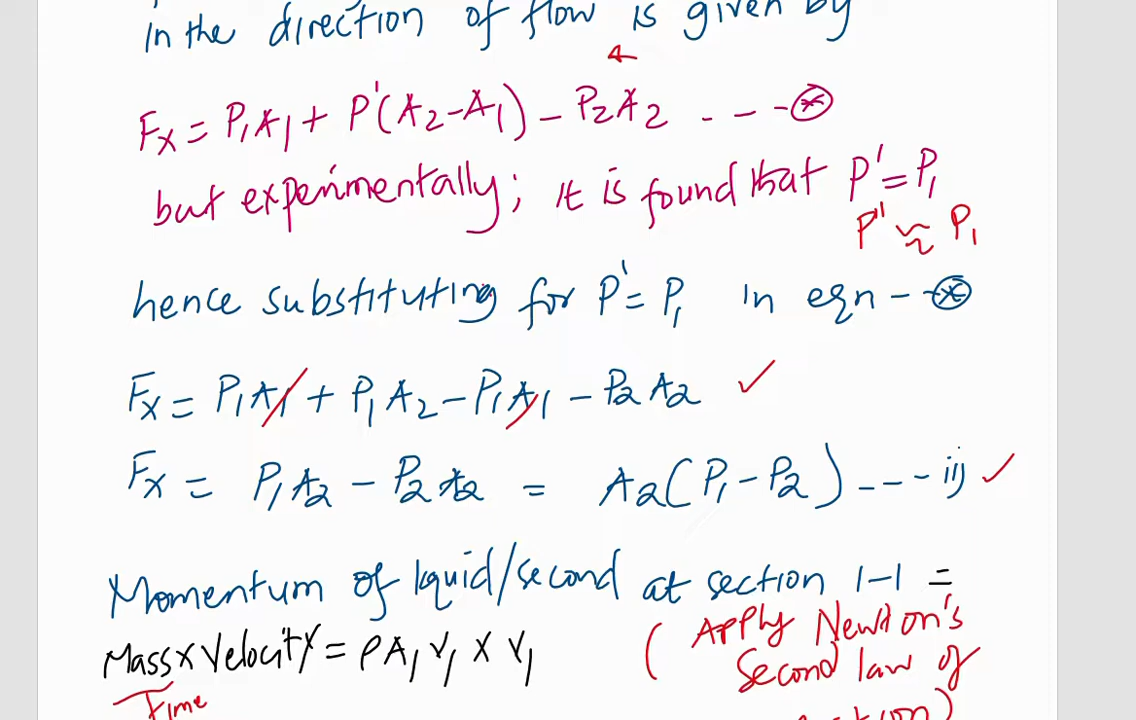 in the direction of flow is given by
←
Fx = P1A1 + P'(A2-A1) - P2A2 - - - ⊛
but experimentally; it is found that P' = P1
P' ≈ P1
hence substituting for P' = P1 in eqn - ⊛
Fx = P1A1 + P1A2 - P1A1 - P2A2 ✓
Fx = P1A2 - P2A2 = A2(P1 - P2) - - - ii) ✓
Momentum of liquid/second at section 1-1 =
Mass x Velocity = ρA1V1 x V1
Time
( Apply Newton's
Second law of